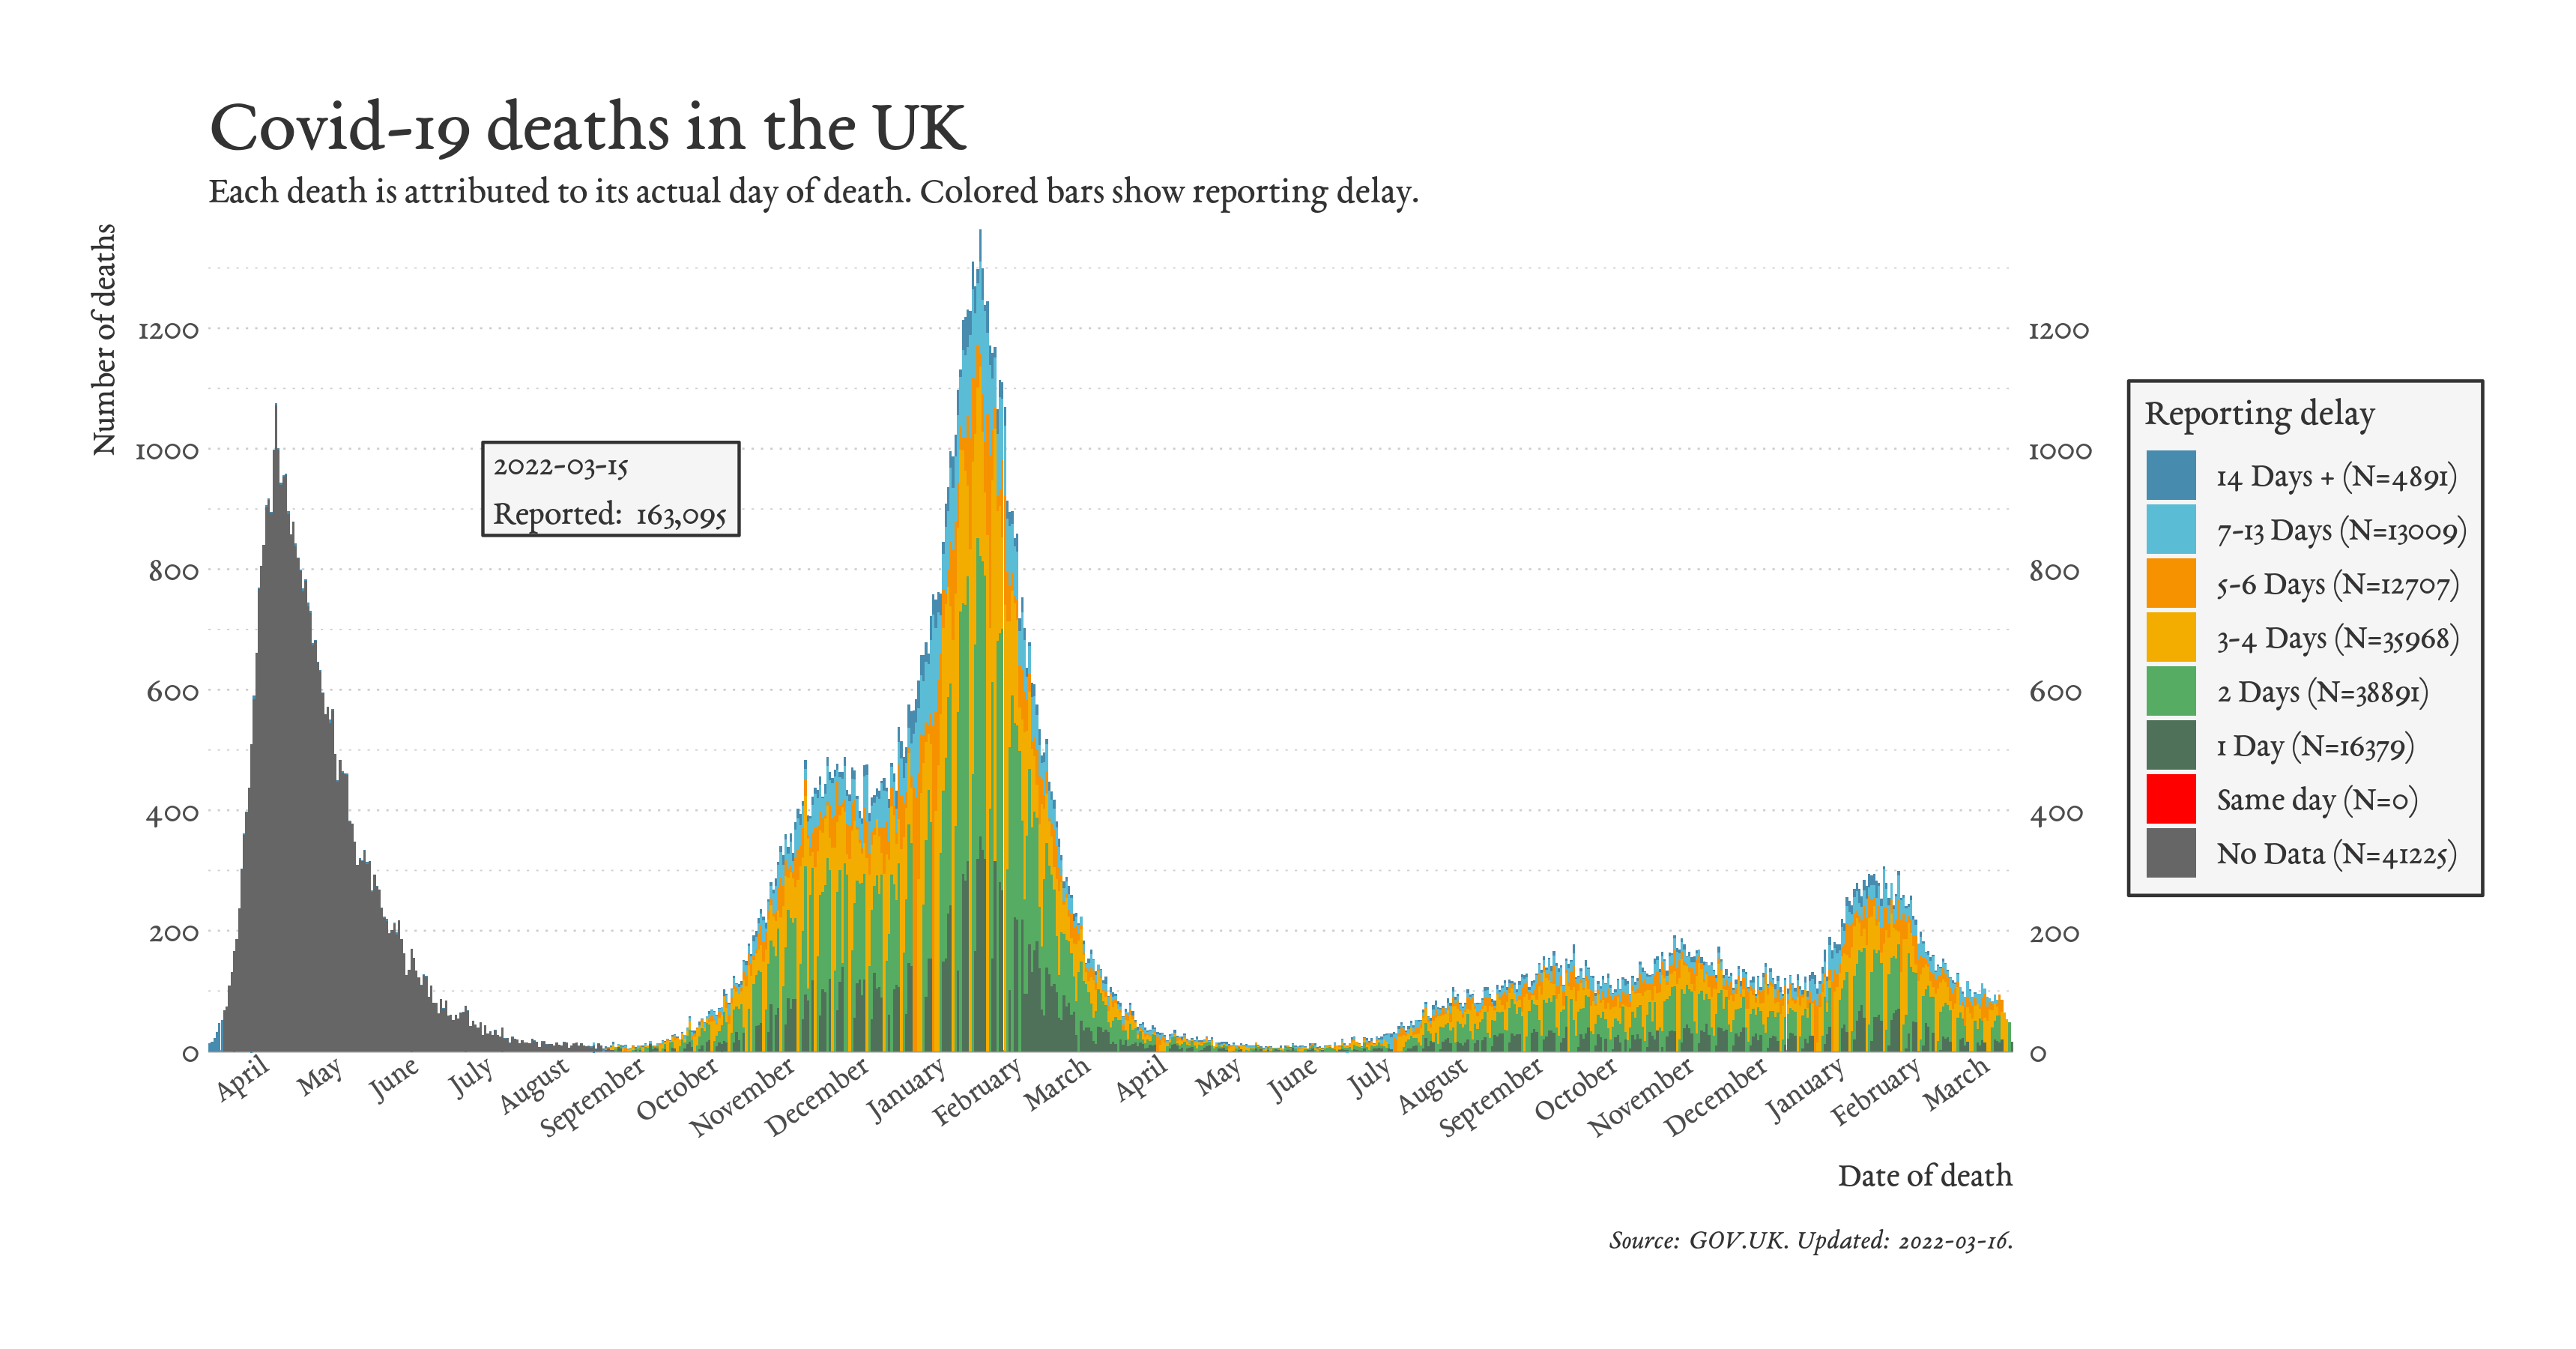 Covid-19 deaths in the UK
Each death is attributed to its actual day of death. Colored bars show reporting delay.
Number of deaths
1200
1000
800
600
400
200
0
2022-03-15
Reported: 163,095
1200
1000
800
600
400
200
0
April
May
June
July
August
September
October
November
December
January
February
March
April
May
June
July
August
September
October
November
December
January
February
March
Date of death
Reporting delay
14 Days + (N=4891)
7-13 Days (N=13009)
5-6 Days (N=12707)
3-4 Days (N=35968)
2 Days (N=38891)
1 Day (N=16379)
Same day (N=0)
No Data (N=41225)
Source: GOV.UK. Updated: 2022-03-16.